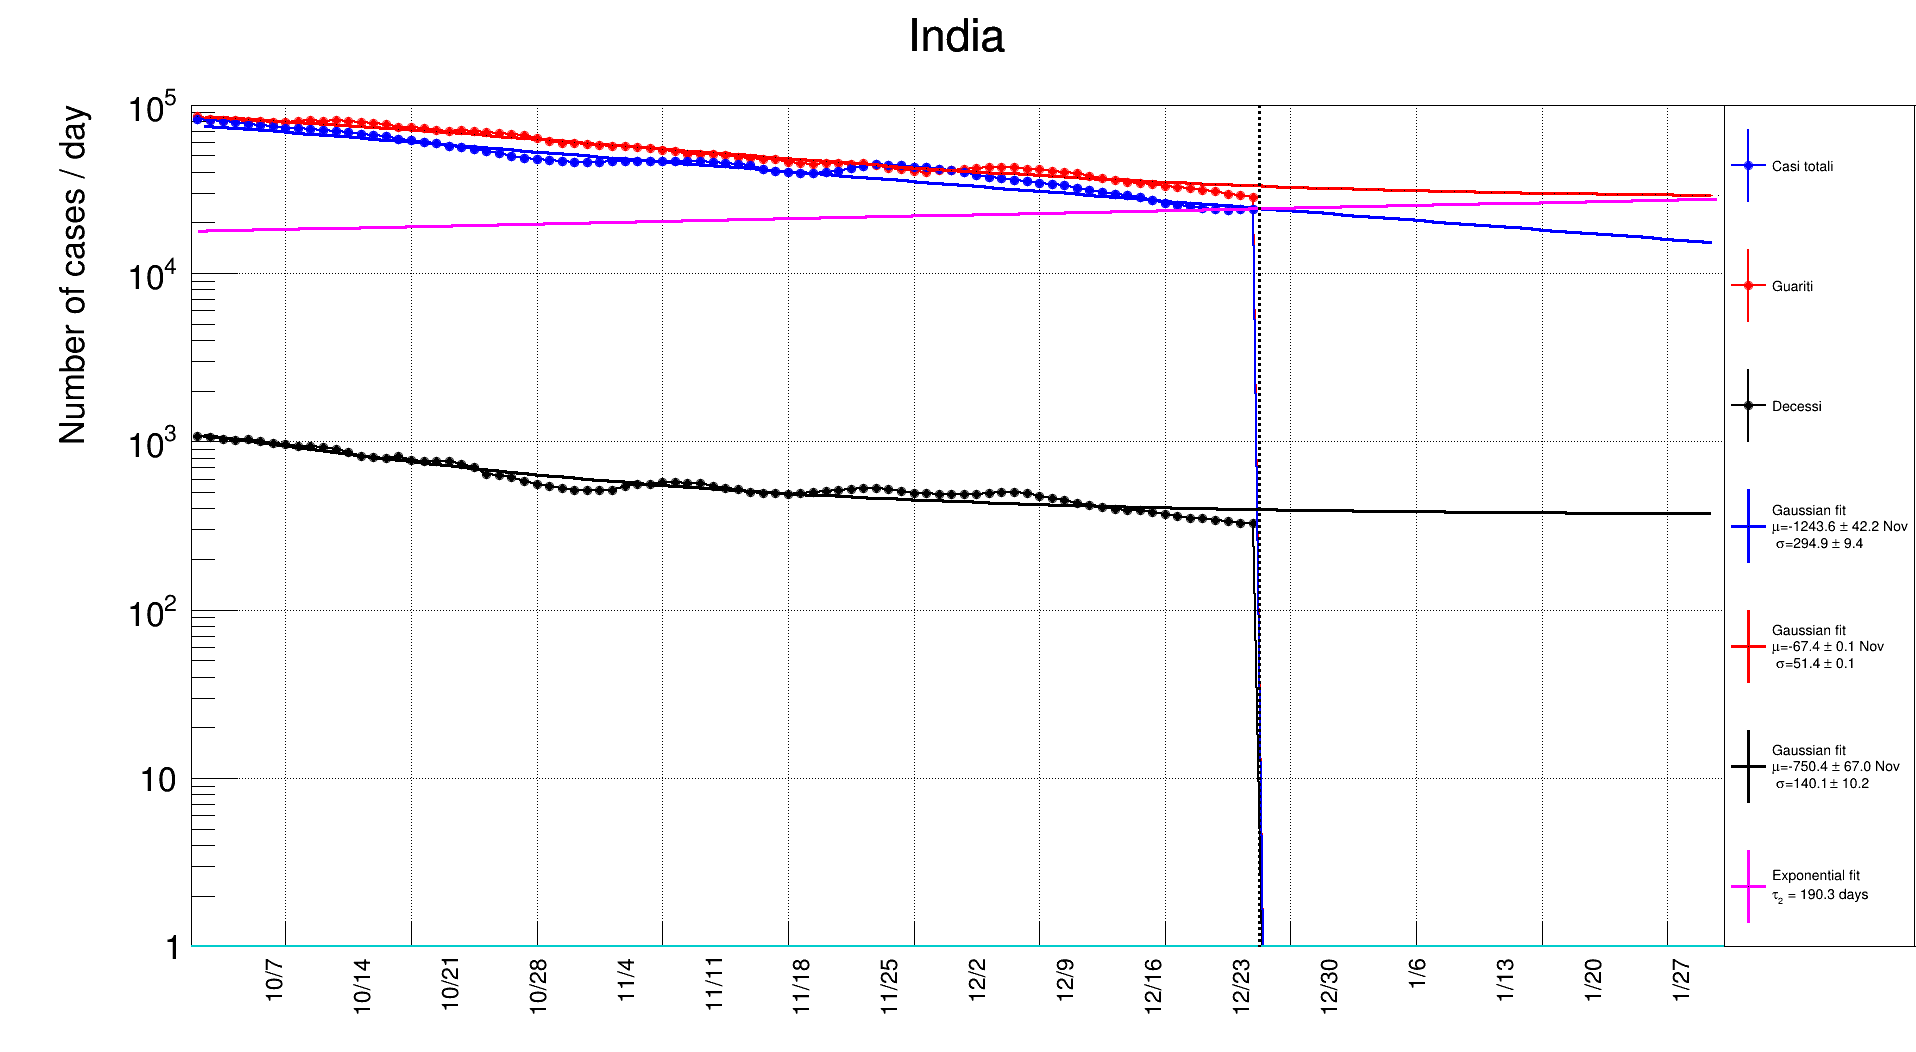 India
Number of cases / day
10^5
10^4
10^3
10^2
10
1
10/7
10/14
10/21
10/28
11/4
11/11
11/18
11/25
12/2
12/9
12/16
12/23
12/30
1/6
1/13
1/20
1/27
Casi totali
Guariti
Decessi
Gaussian fit
μ=-1243.6 ± 42.2 Nov
σ=294.9 ± 9.4
Gaussian fit
μ=-67.4 ± 0.1 Nov
σ=51.4 ± 0.1
Gaussian fit
μ=-750.4 ± 67.0 Nov
σ=140.1 ± 10.2
Exponential fit
τ₂ = 190.3 days